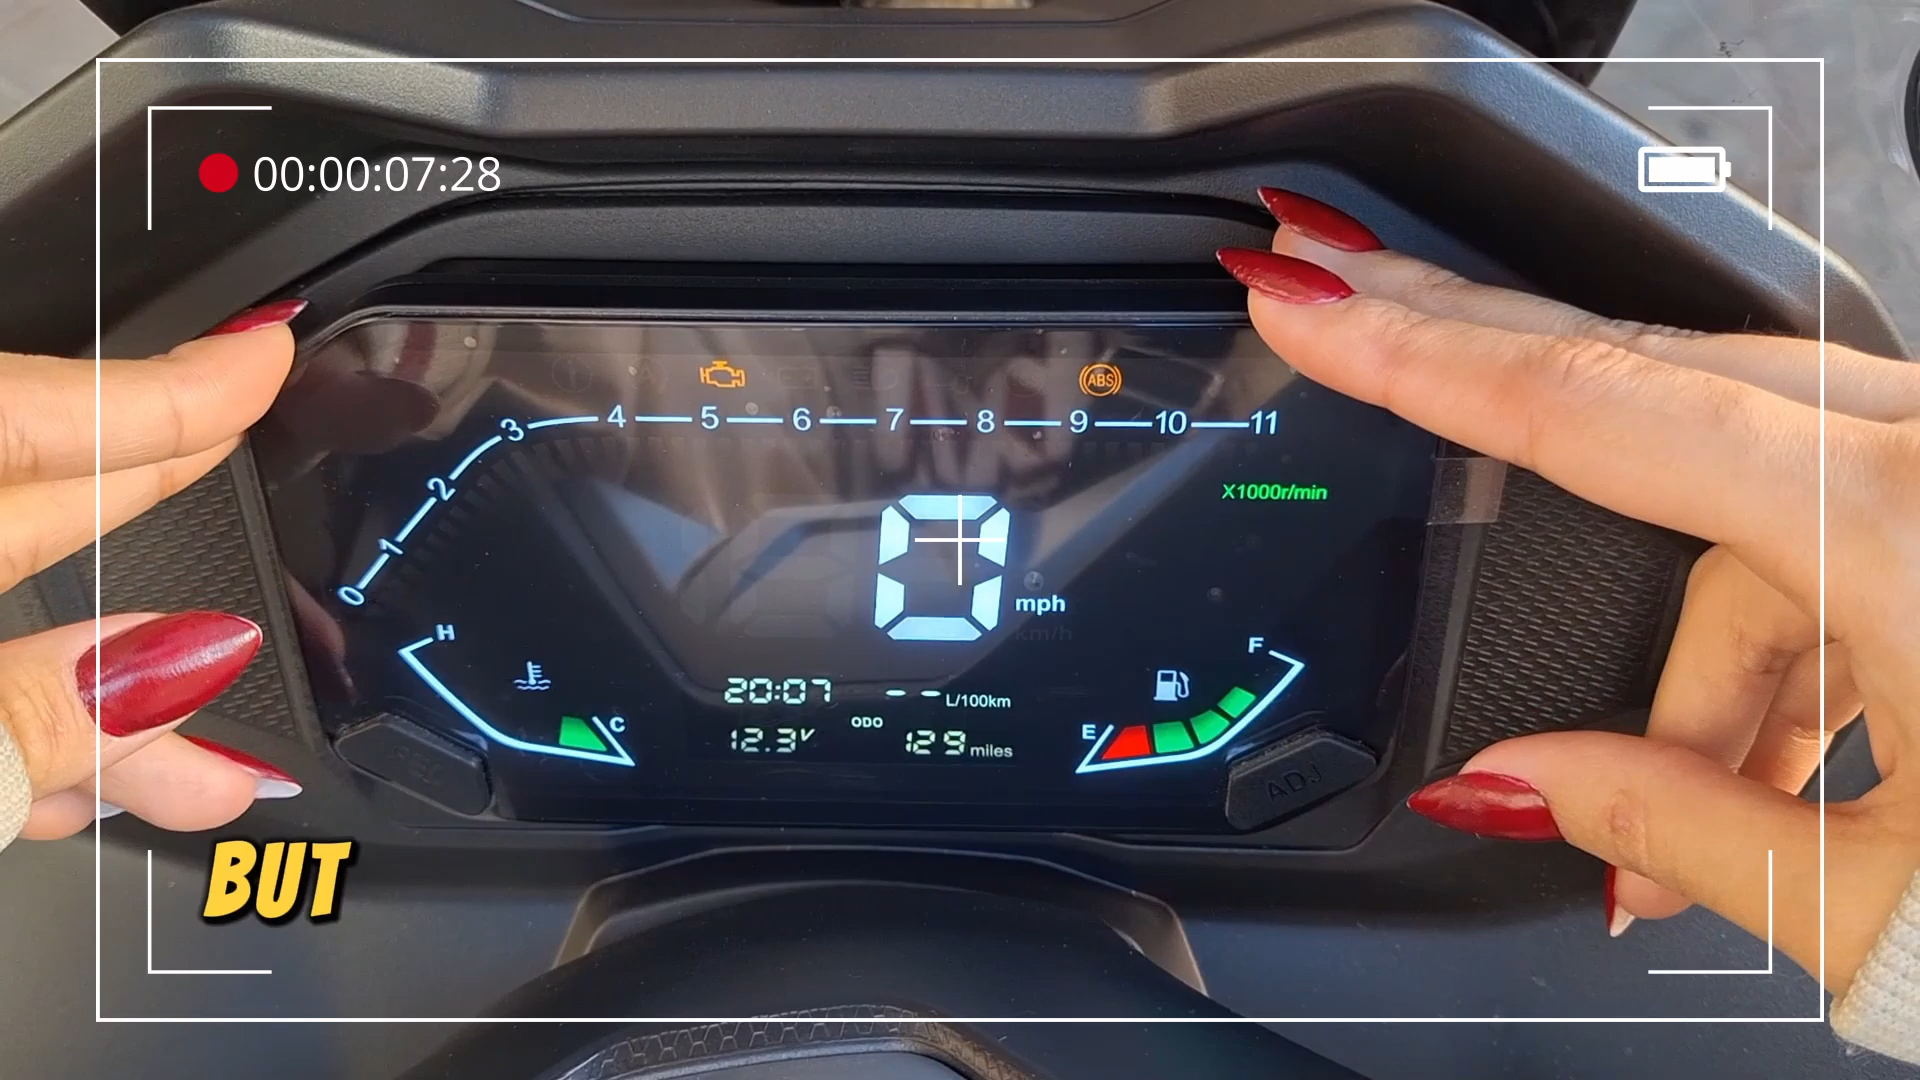 00:00:07:28
ABS
0 1 2 3 4 5 6 7 8 9 10 11
X1000r/min
0
mph
km/h
H
F
20:07
-- L/100km
C
ODO
E
12.3V
129 miles
ADJ
BUT